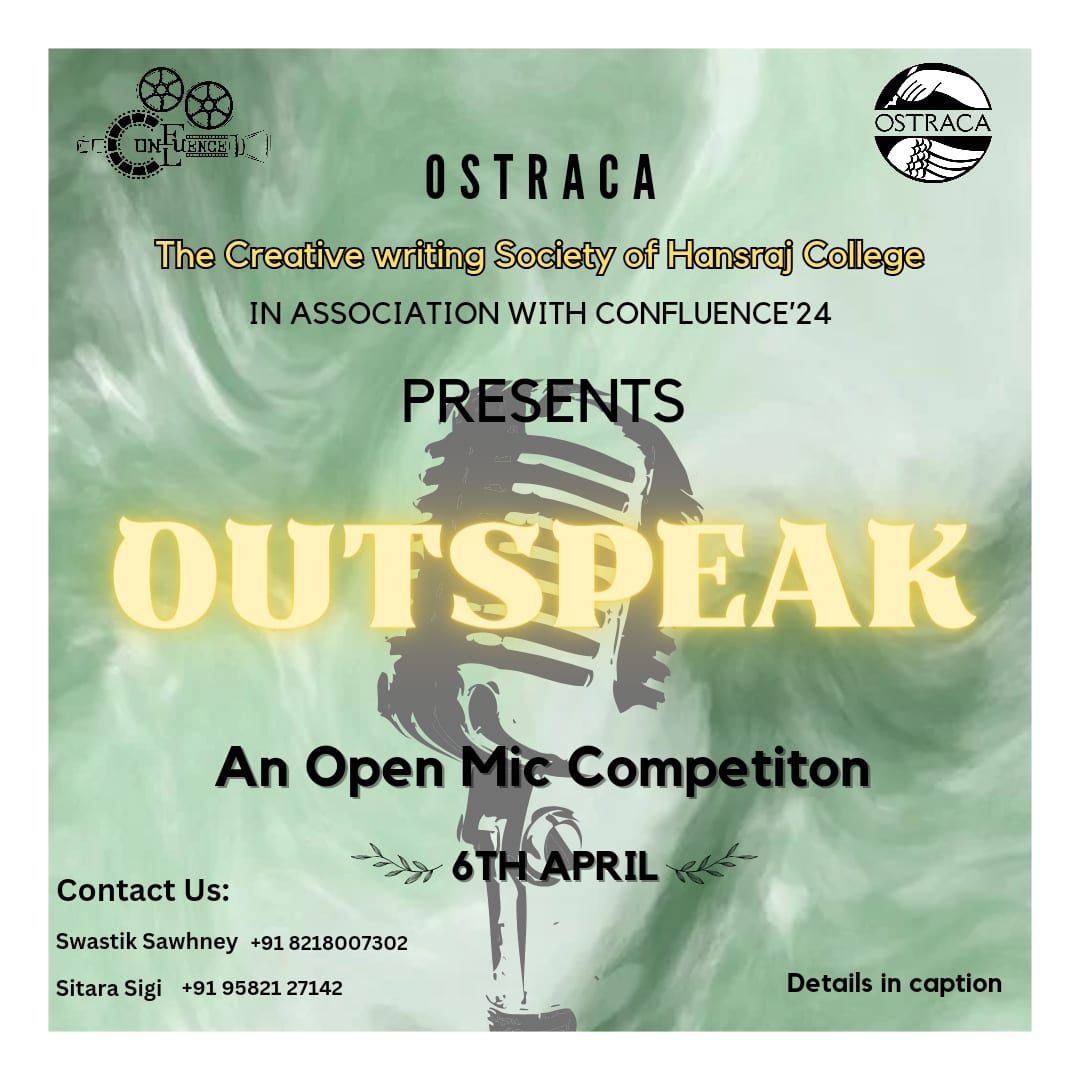 CONFLUENCE
OSTRACA
OSTRACA
The Creative writing Society of Hansraj College
IN ASSOCIATION WITH CONFLUENCE'24
PRESENTS
OUTSPEAK
An Open Mic Competiton
6TH APRIL
Contact Us:
Swastik Sawhney +91 8218007302
Sitara Sigi +91 95821 27142
Details in caption